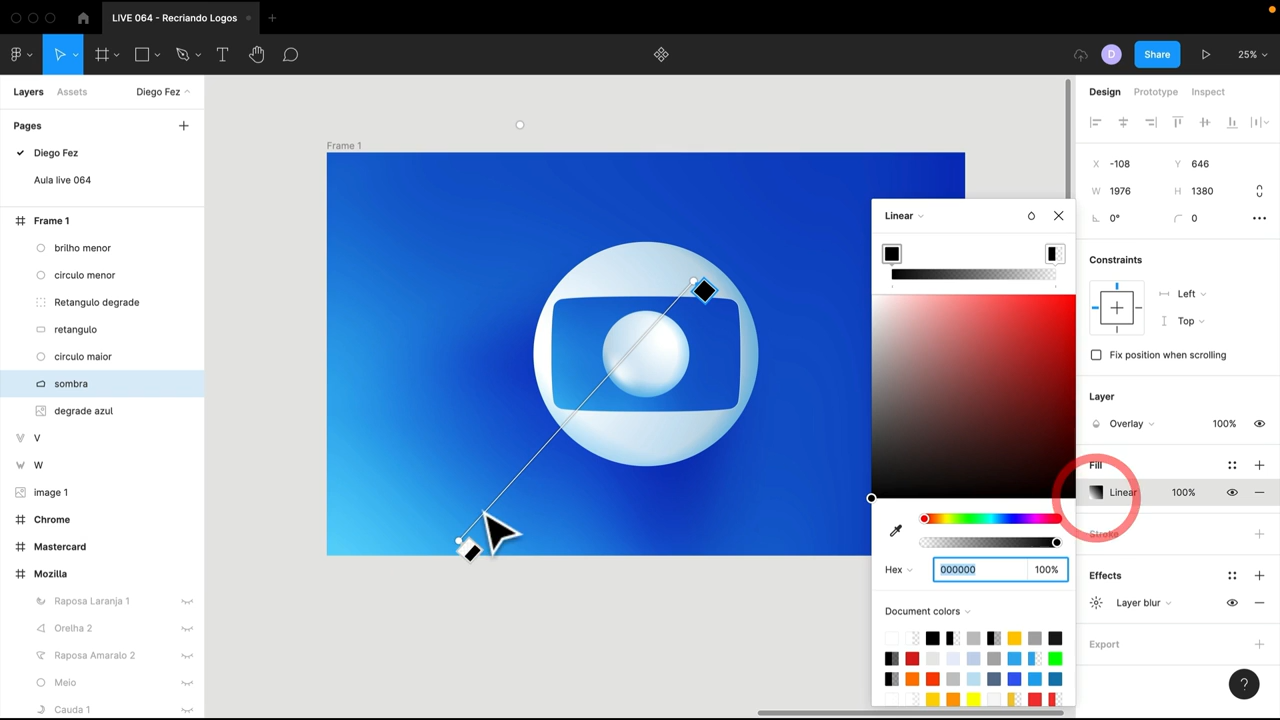 LIVE 064 - Recriando Logos
Share
25%
Layers
Assets
Diego Fez
Design
Prototype
Inspect
Pages
Diego Fez
Aula live 064
Frame 1
brilho menor
circulo menor
Retangulo degrade
retangulo
circulo maior
sombra
degrade azul
V
W
image 1
Chrome
Mastercard
Mozilla
Raposa Laranja 1
Orelha 2
Raposa Amaralo 2
Meio
Cauda 1
Frame 1
Linear
Hex
000000
100%
Document colors
X
-108
Y
646
W
1976
H
1380
0°
0
Constraints
Left
Top
Fix position when scrolling
Layer
Overlay
100%
Fill
Linear
100%
Stroke
Effects
Layer blur
Export
?
D